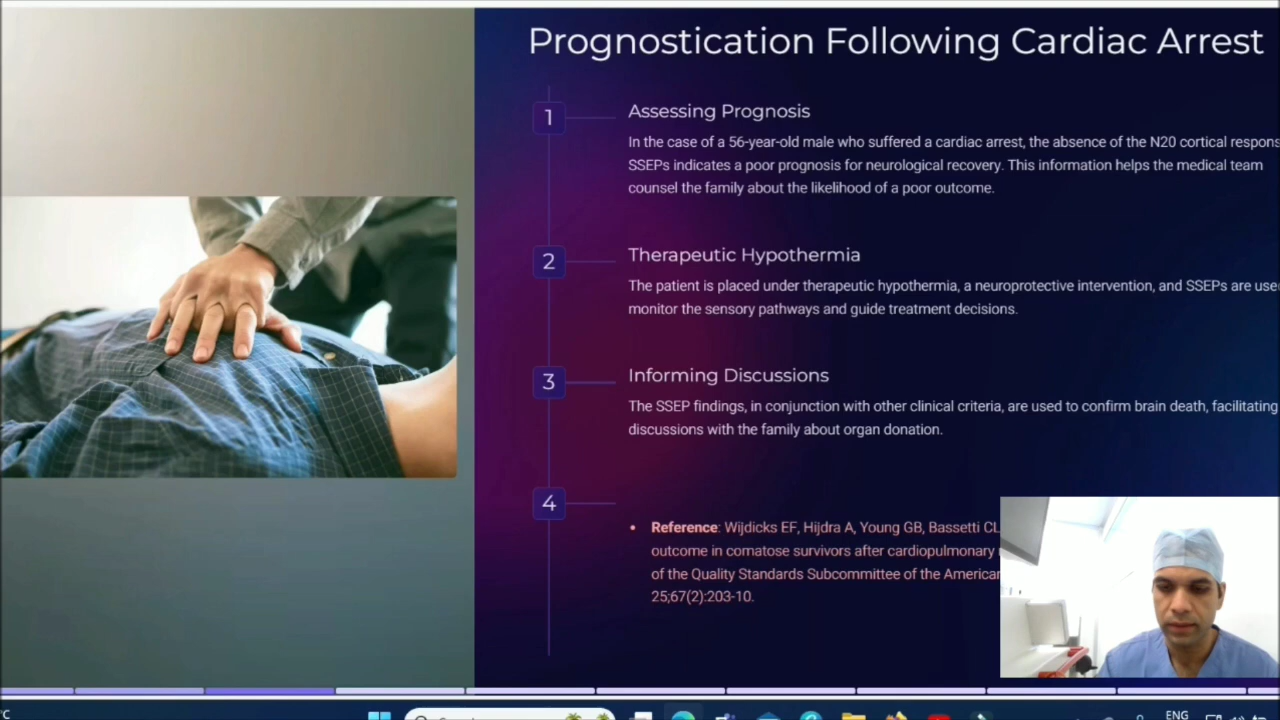 Prognostication Following Cardiac Arrest
1
Assessing Prognosis
In the case of a 56-year-old male who suffered a cardiac arrest, the absence of the N20 cortical
SSEPs indicates a poor prognosis for neurological recovery. This information helps the medical team
counsel the family about the likelihood of a poor outcome.
2
Therapeutic Hypothermia
The patient is placed under therapeutic hypothermia, a neuroprotective intervention, and SSEPs are
monitor the sensory pathways and guide treatment decisions.
3
Informing Discussions
The SSEP findings, in conjunction with other clinical criteria, are used to confirm brain death, facilitating
discussions with the family about organ donation.
4
• Reference: Wijdicks EF, Hijdra A, Young GB, Bassetti CL
outcome in comatose survivors after cardiopulmonary
of the Quality Standards Subcommittee of the
25;67(2):203-10.
ENG